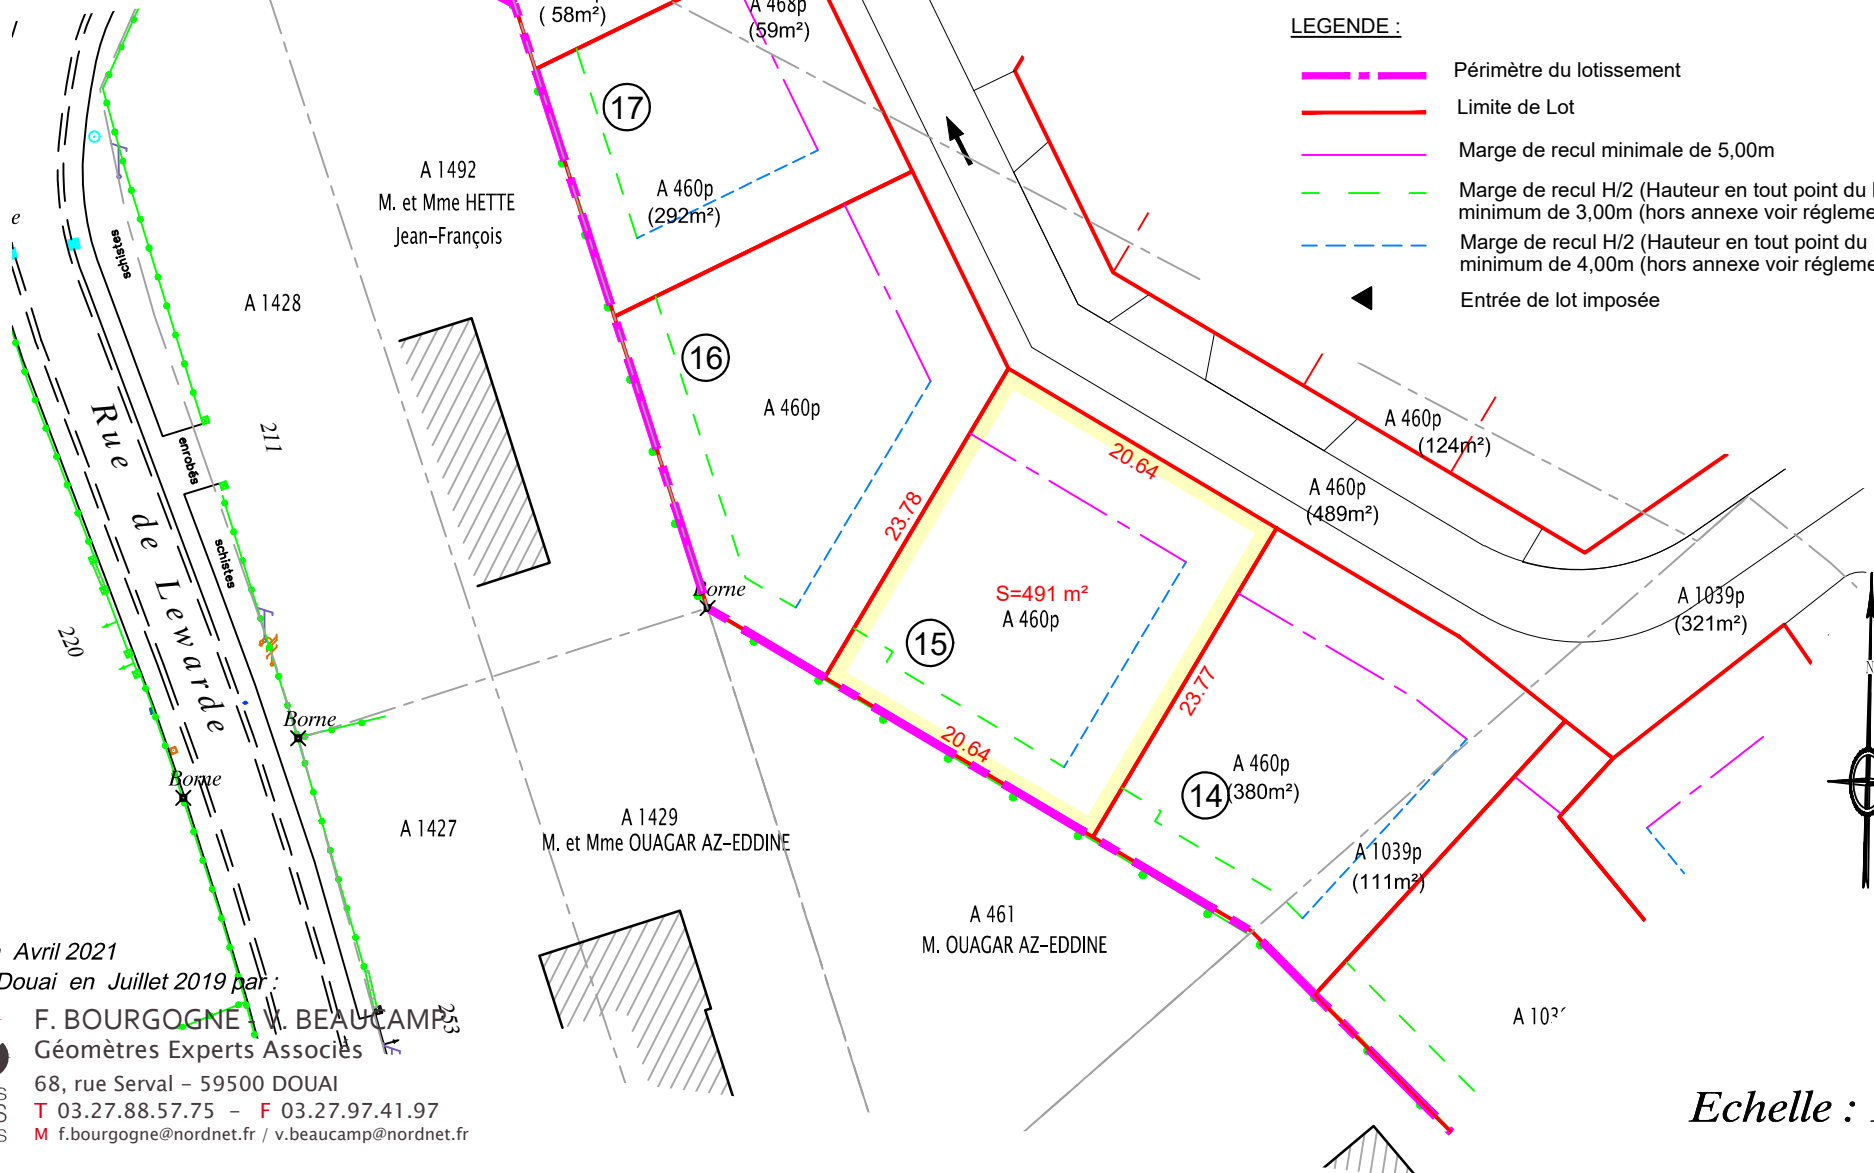 ( 58m²)
A 468p
(59m²)
17
A 460p
(292m²)
A 1492
M. et Mme HETTE
Jean-François
A 1428
schistes
enrobés
schistes
211
220
253
Rue de Lewarde
16
A 460p
LEGENDE :
Périmètre du lotissement
Limite de Lot
Marge de recul minimale de 5,00m
Marge de recul H/2 (Hauteur en tout point du
minimum de 3,00m (hors annexe voir
Marge de recul H/2 (Hauteur en tout point du
minimum de 4,00m (hors annexe voir
Entrée de lot imposée
A 460p
(124m²)
A 460p
(489m²)
20.64
23.78
S=491 m²
A 460p
15
23.77
20.64
Borne
A 1039p
(321m²)
N
14
A 460p
(380m²)
A 1039p
(111m²)
Borne
Borne
A 1427
A 1429
M. et Mme OUAGAR AZ-EDDINE
A 461
M. OUAGAR AZ-EDDINE
Avril 2021
Douai en Juillet 2019 par :
F. BOURGOGNE - V. BEAUCAMP
Géomètres Experts Associés
68, rue Serval - 59500 DOUAI
T 03.27.88.57.75 - F 03.27.97.41.97
M f.bourgogne@nordnet.fr / v.beaucamp@nordnet.fr
Echelle :